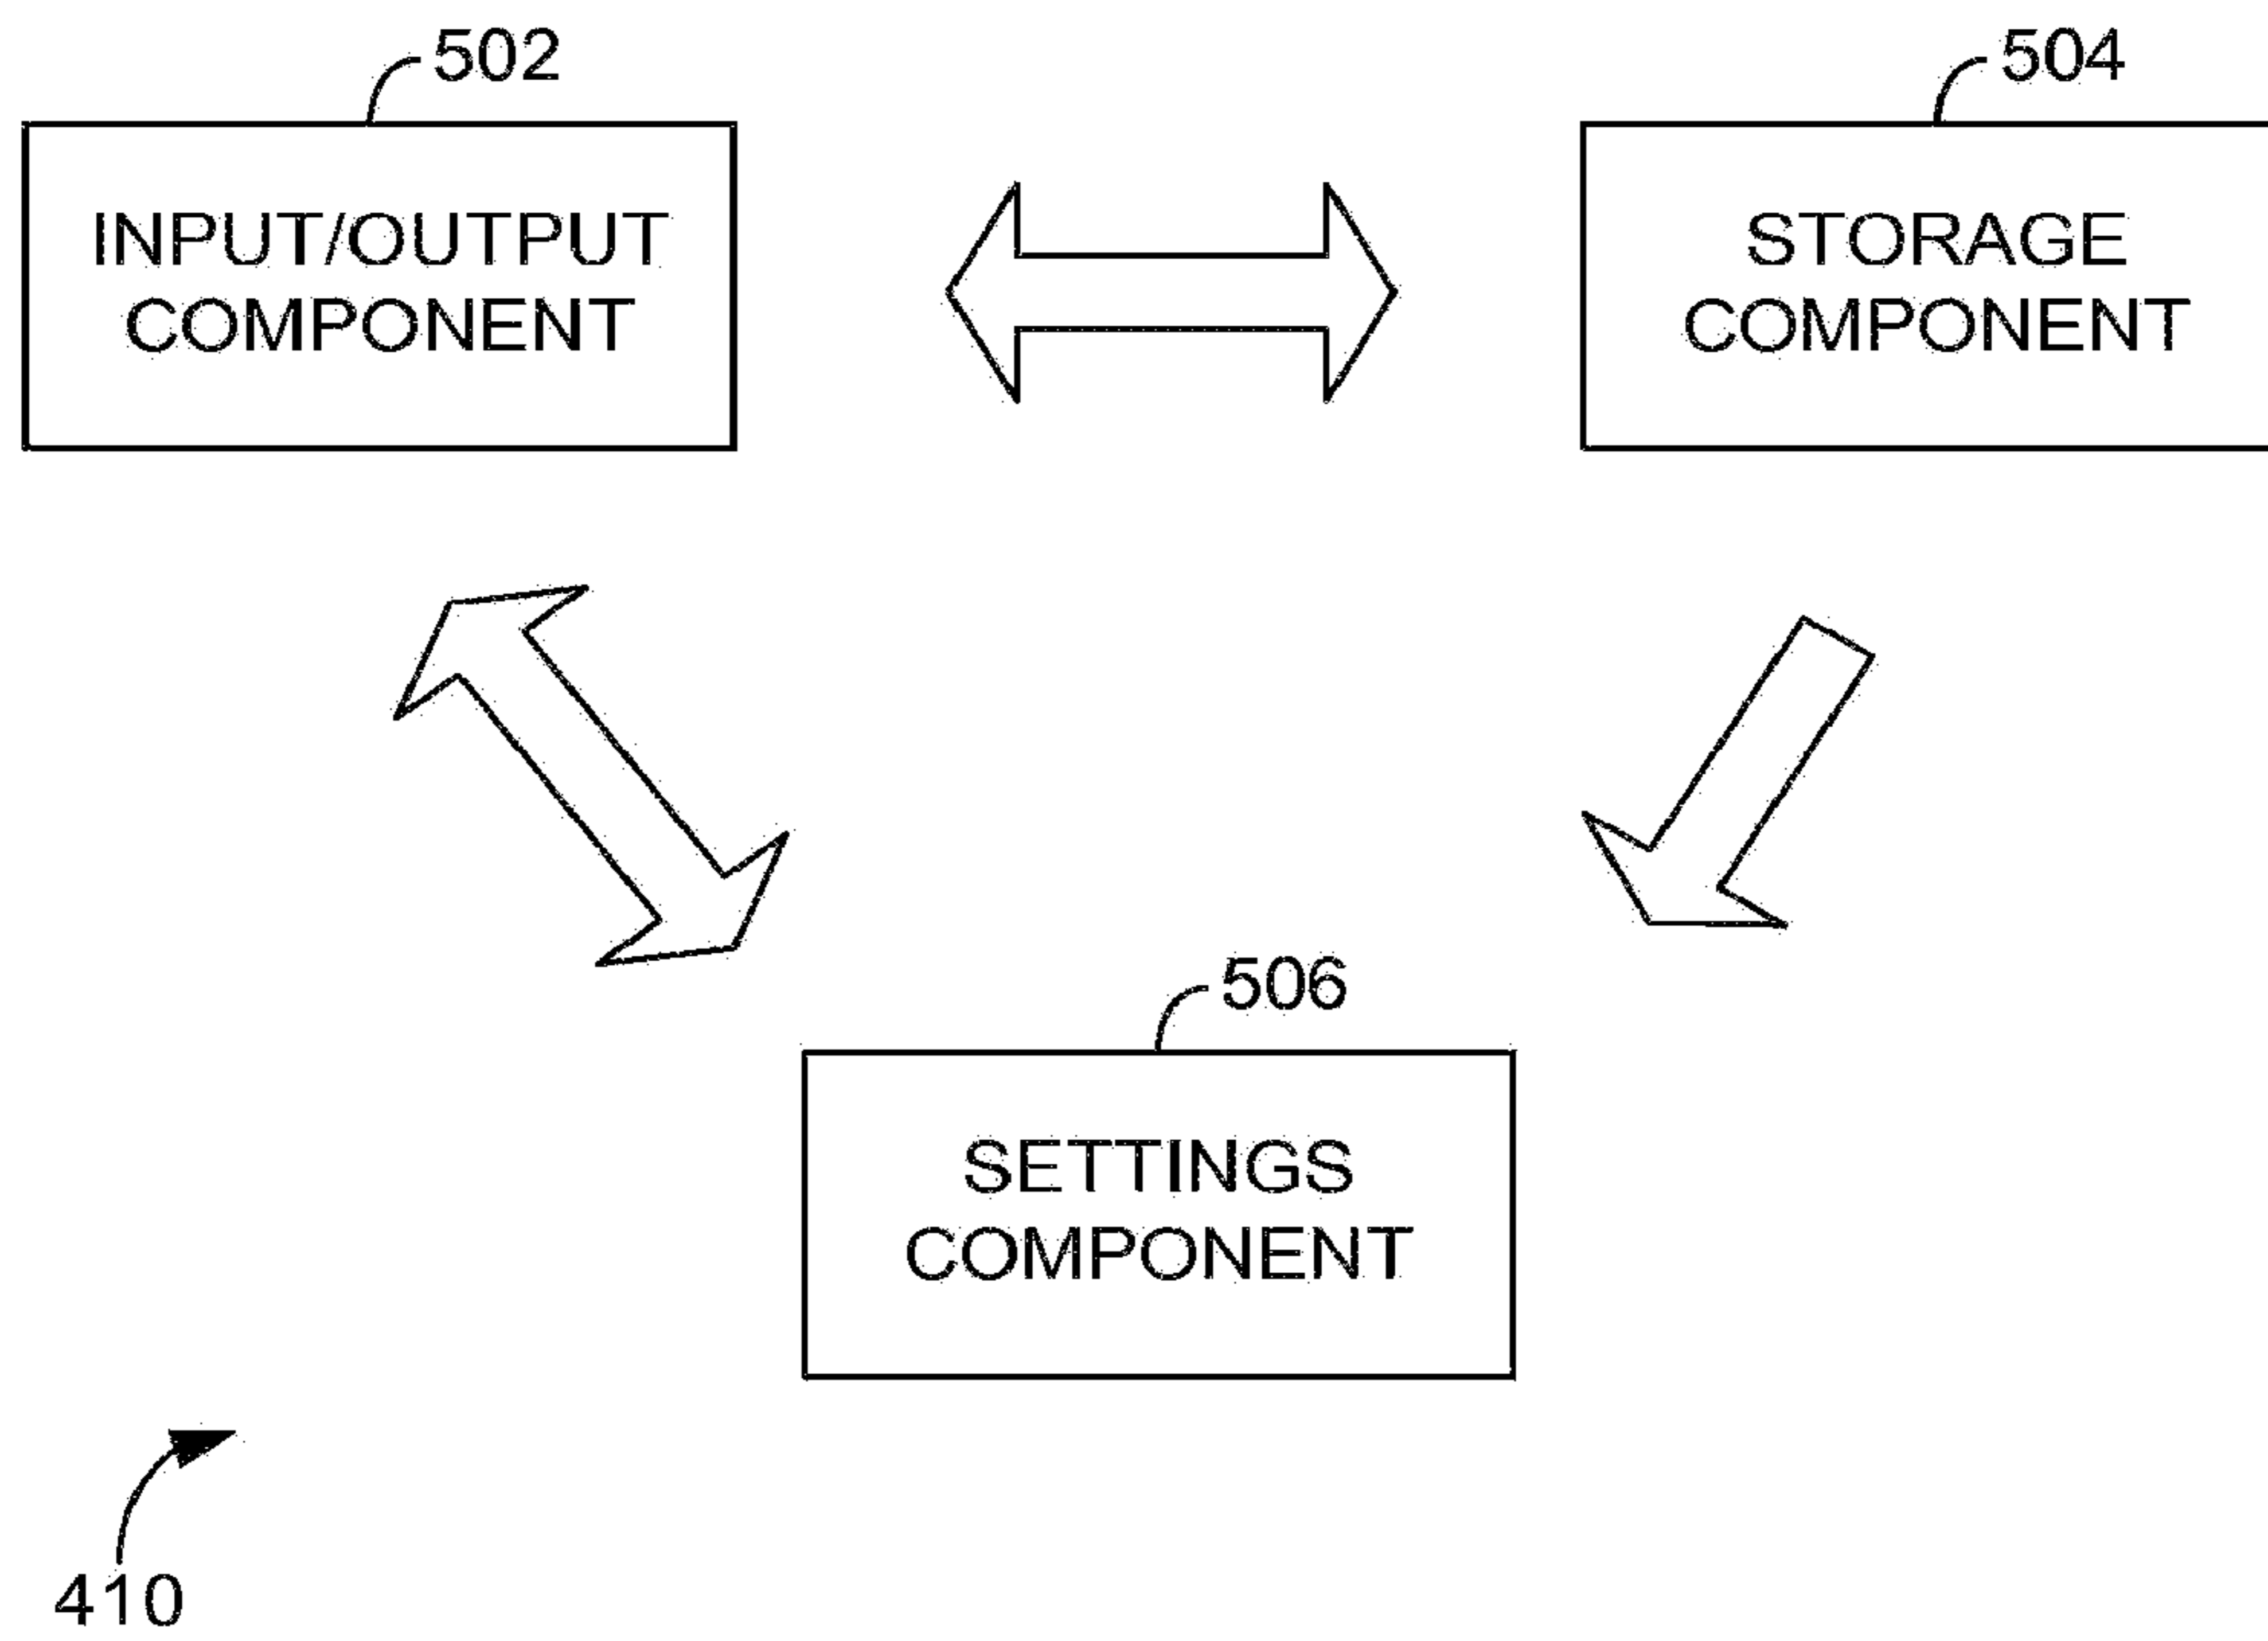 502
504
INPUT/OUTPUT
COMPONENT
STORAGE
COMPONENT
506
SETTINGS
COMPONENT
410